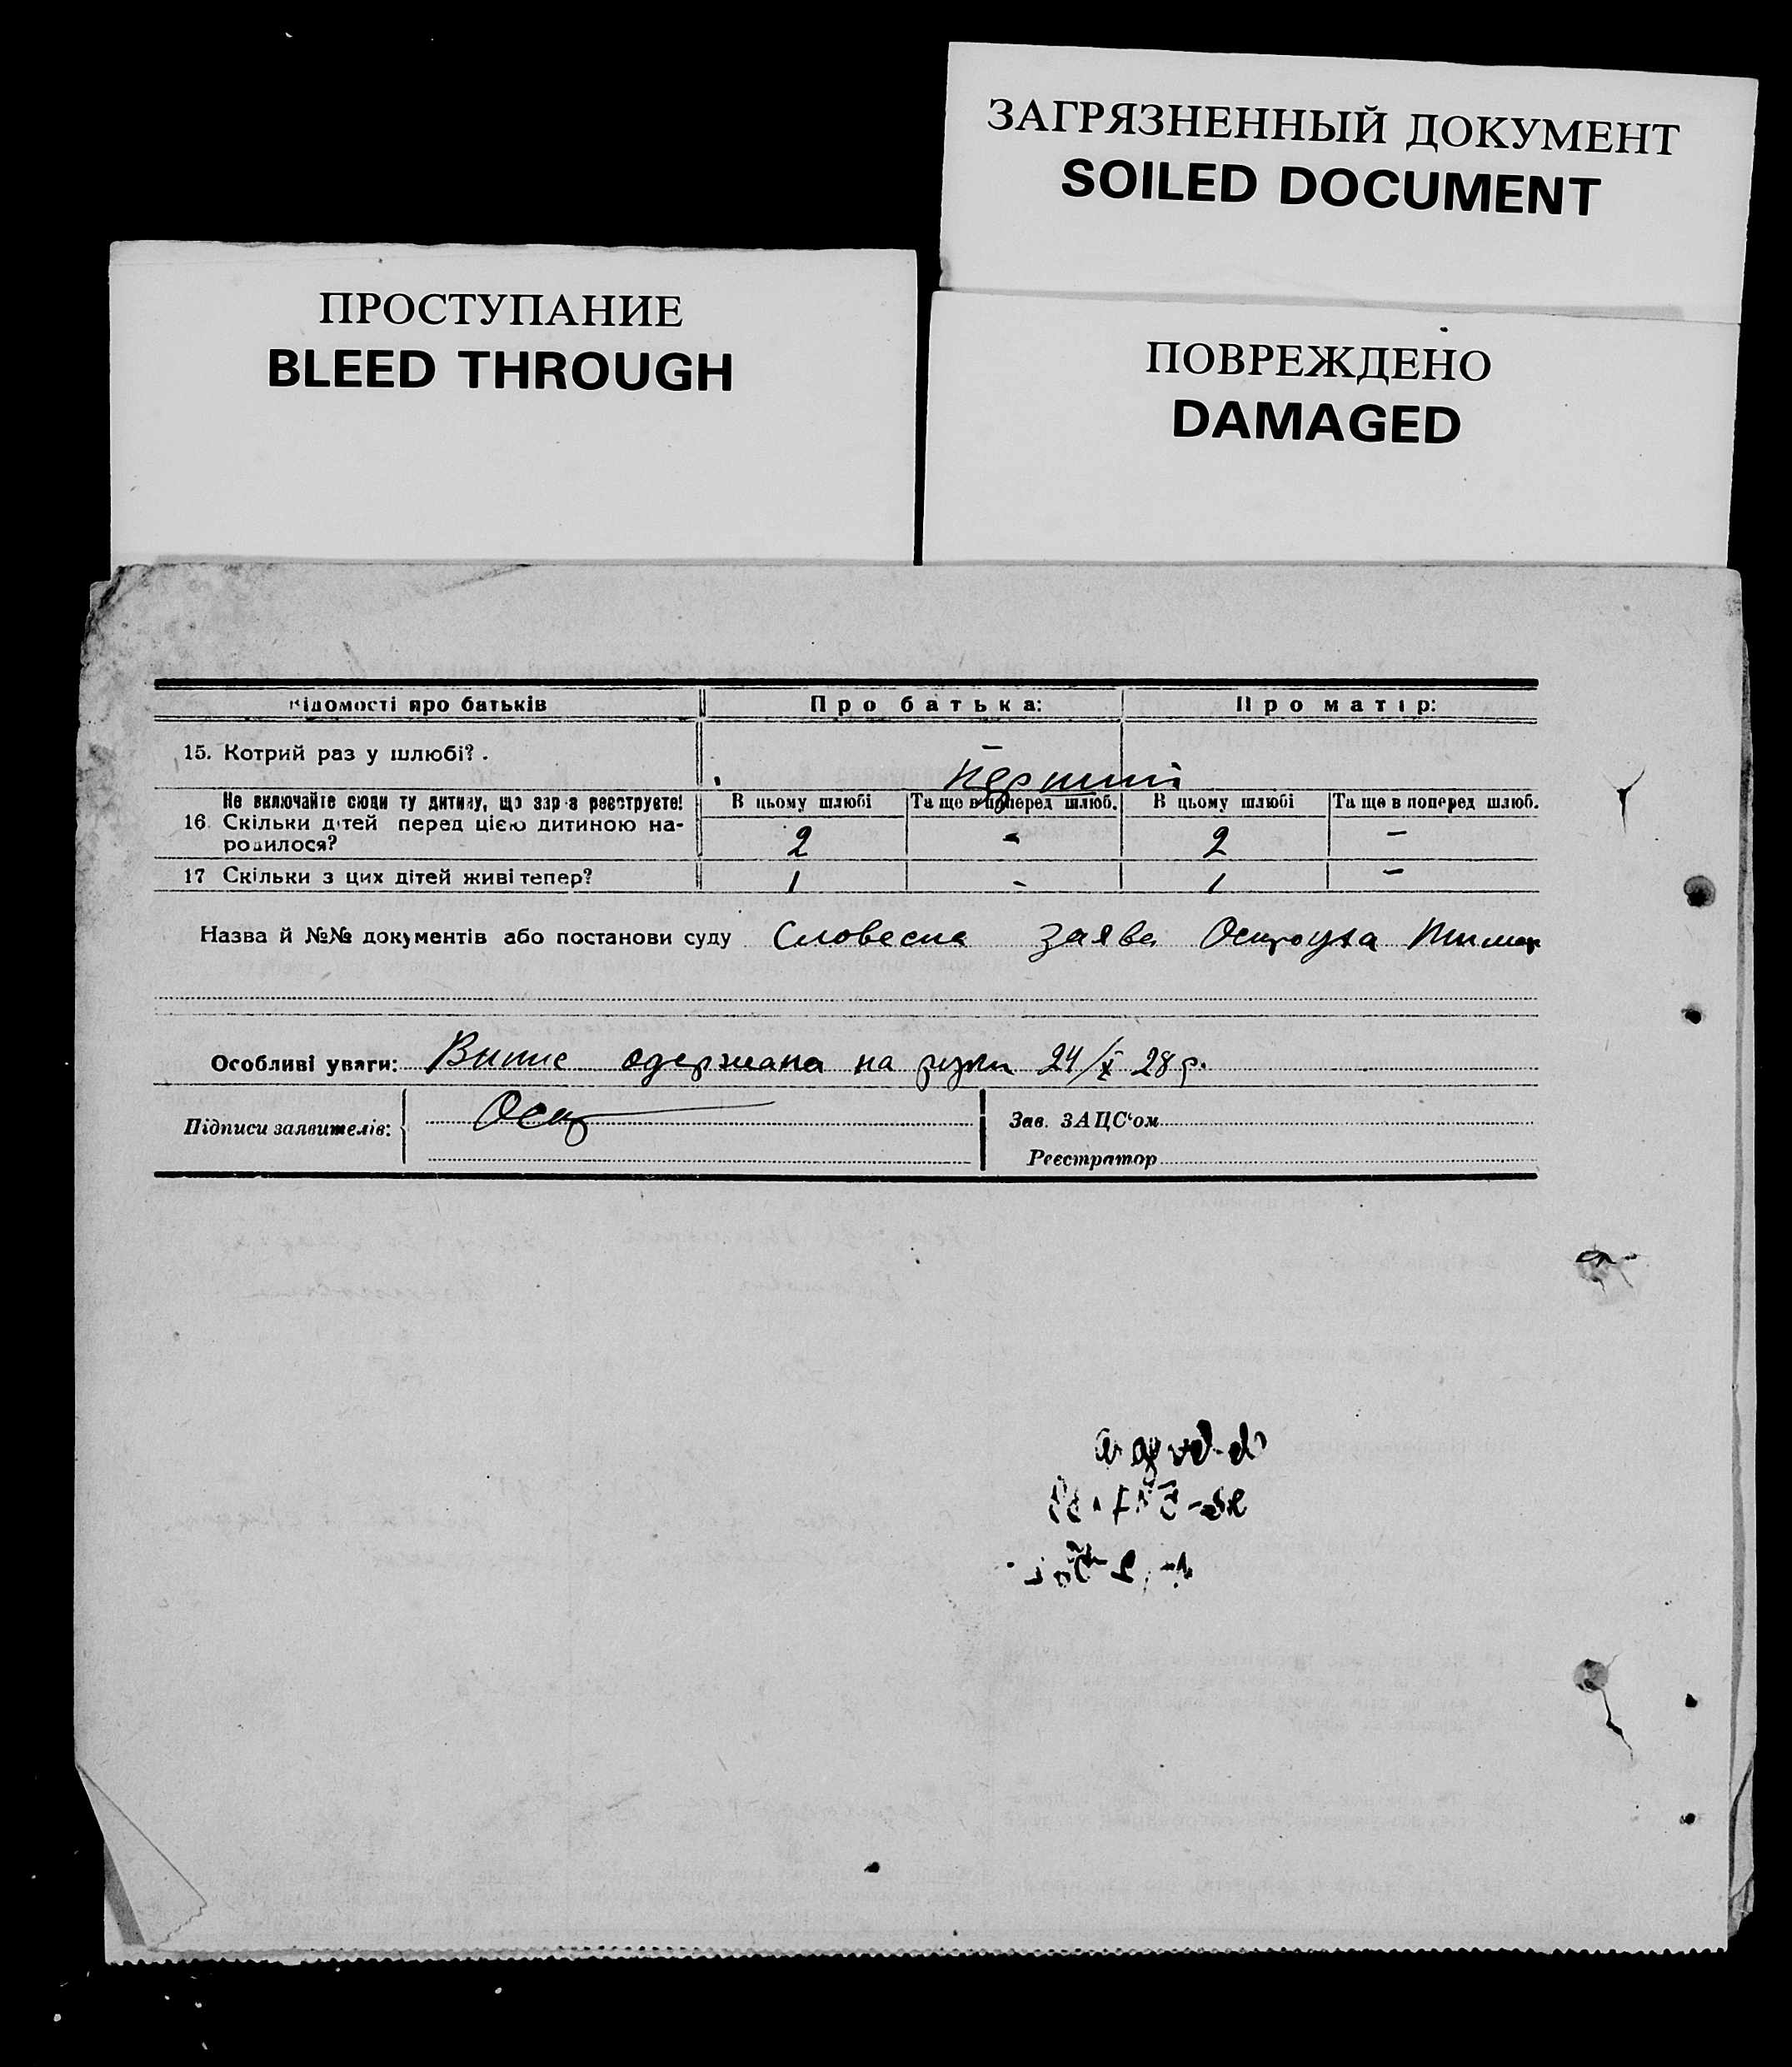 ЗАГРЯЗНЕННЫЙ ДОКУМЕНТ
SOILED DOCUMENT
ПРОСТУПАНИЕ
BLEED THROUGH
ПОВРЕЖДЕНО
DAMAGED
Відомості про батьків Про батька: Про матір:
15. Котрий раз у шлюбі? . –
перший
Не включайте сюди ту дитину, що зараз реєструєте! В цьому шлюбі Та ще в поперед шлюб. В цьому шлюбі Та ще в поперед шлюб.
16. Скільки дітей перед цією дитиною на-
родилося? 2 - 2 -
17 Скільки з цих дітей живі тепер? 1 - 1 -
Назва й №№ документів або постанови суду Словесна заява
Особливі уваги: Випис одержана на руки 24/X 28 р.
Підписи заявителів: Зав. ЗАЦС'ом
Реєстратор